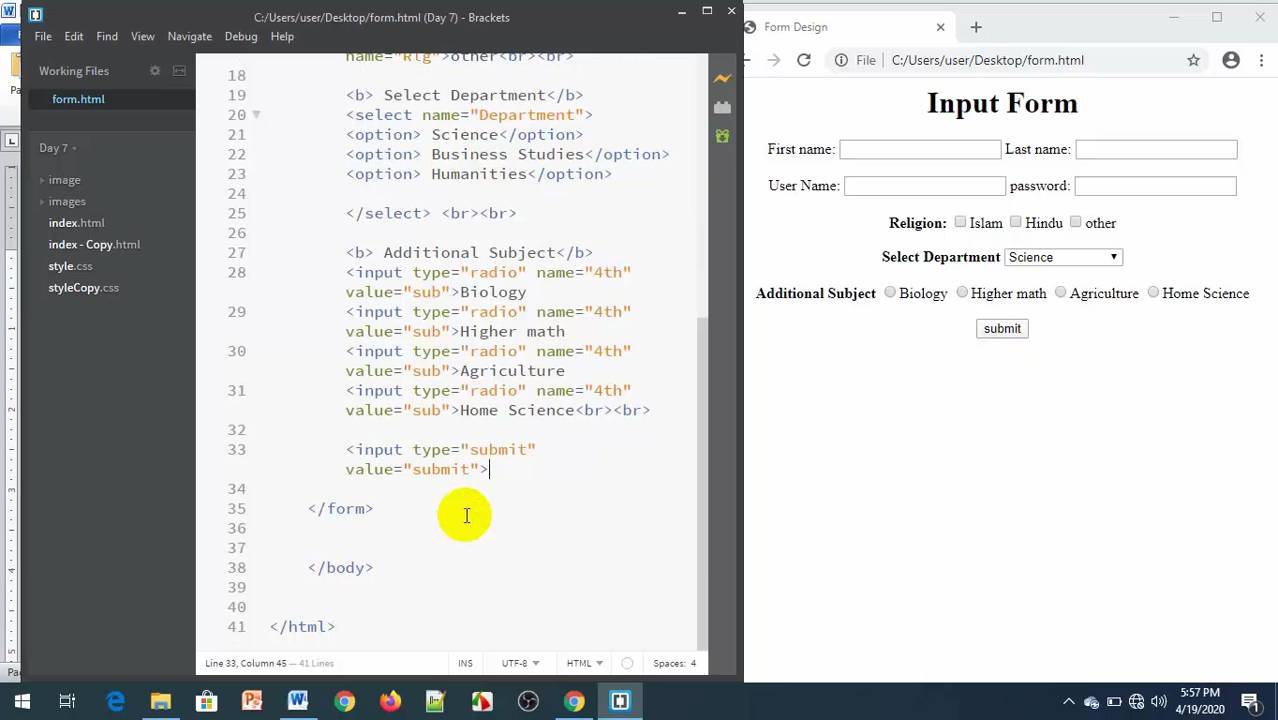 C:/Users/user/Desktop/form.html (Day 7) - Brackets
File Edit Find View Navigate Debug Help
Working Files
form.html
Day 7
image
images
index.html
index - Copy.html
style.css
styleCopy.css
name="Rlg">other<br><br>
18
19 <b> Select Department</b>
20 <select name="Department">
21 <option> Science</option>
22 <option> Business Studies</option>
23 <option> Humanities</option>
24
25 </select> <br><br>
26
27 <b> Additional Subject</b>
28 <input type="radio" name="4th"
value="sub">Biology
29 <input type="radio" name="4th"
value="sub">Higher math
30 <input type="radio" name="4th"
value="sub">Agriculture
31 <input type="radio" name="4th"
value="sub">Home Science<br><br>
32
33 <input type="submit"
value="submit">
34
35 </form>
36
37
38 </body>
39
40
41 </html>
Line 33, Column 45 — 41 Lines
INS UTF-8 HTML Spaces: 4
Form Design
File C:/Users/user/Desktop/form.html
Input Form
First name: Last name:
User Name: password:
Religion: Islam Hindu other
Select Department Science
Additional Subject Biology Higher math Agriculture Home Science
submit
5:57 PM
4/19/2020